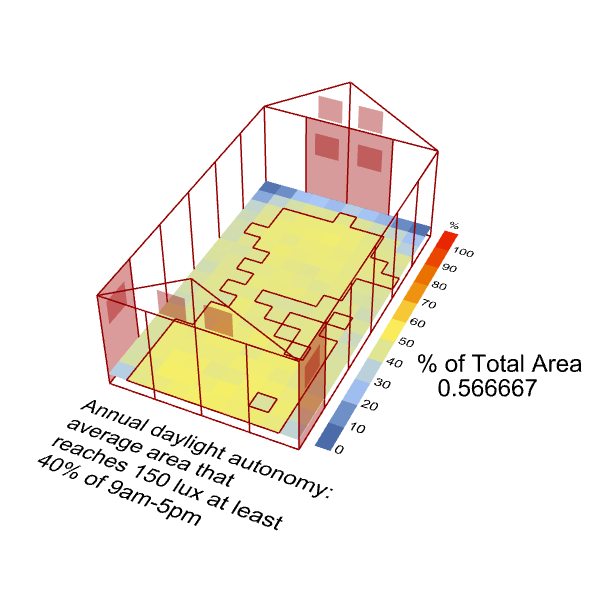 %
100
90
80
70
60
50
40
30
20
10
0
% of Total Area
0.566667
Annual daylight autonomy:
average area that
reaches 150 lux at least
40% of 9am-5pm